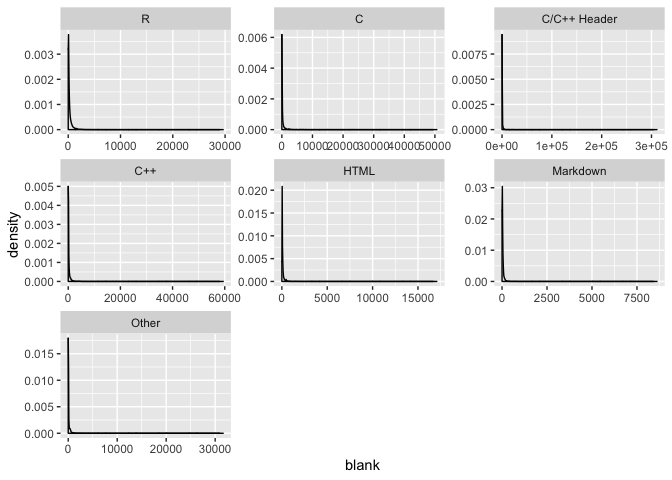 R C C/C++ Header
0.003 0.006 0.0075
0.002 0.004 0.0050
0.001 0.002 0.0025
0.000 0.000 0.0000
0 10000 20000 30000 0 10000 20000 30000 40000 50000 0e+00 1e+05 2e+05 3e+05
C++ HTML Markdown
0.005 0.020 0.03
0.004 0.015 0.02
0.003 0.010 0.01
0.002 0.005 0.00
0.001 0.000
0.000
0 20000 40000 60000 0 5000 10000 15000 0 2500 5000 7500
density
Other
0.015
0.010
0.005
0.000
0 10000 20000 30000
blank